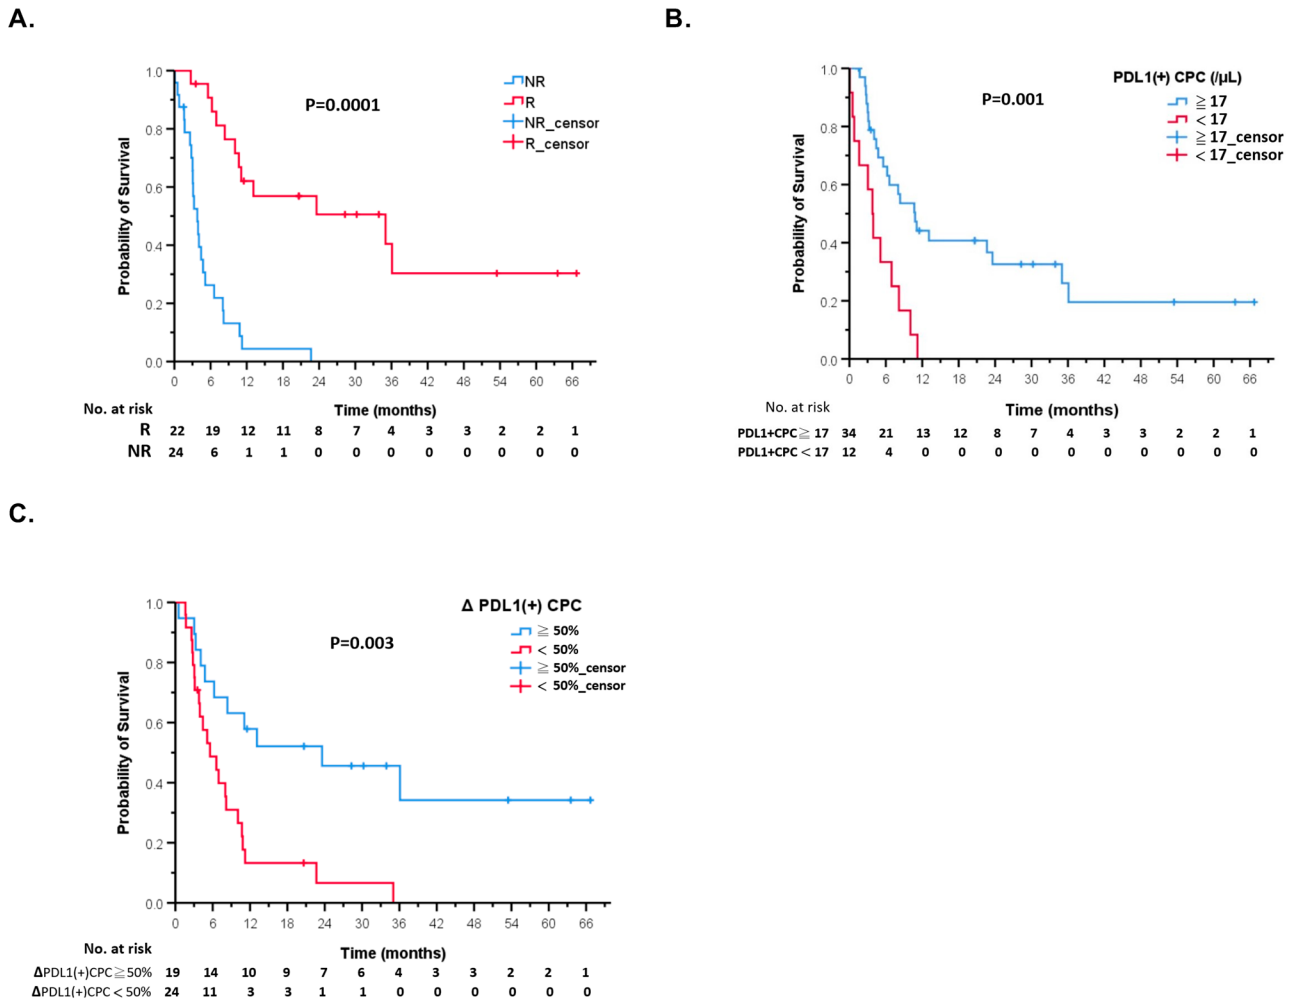 A.
P=0.0001
NR
R
NR_censor
R_censor
Probability of Survival
1.0
0.8
0.6
0.4
0.2
0.0
0 6 12 18 24 30 36 42 48 54 60 66
Time (months)
No. at risk
R 22 19 12 11 8 7 4 3 3 2 2 1
NR 24 6 1 1 0 0 0 0 0 0 0 0
B.
P=0.001
PDL1(+) CPC (/μL)
≧ 17
< 17
≧ 17_censor
< 17_censor
Probability of Survival
1.0
0.8
0.6
0.4
0.2
0.0
0 6 12 18 24 30 36 42 48 54 60 66
Time (months)
No. at risk
PDL1+CPC≧ 17 34 21 13 12 8 7 4 3 3 2 2 1
PDL1+CPC < 17 12 4 0 0 0 0 0 0 0 0 0 0
C.
P=0.003
Δ PDL1(+) CPC
≧ 50%
< 50%
≧ 50%_censor
< 50%_censor
Probability of Survival
1.0
0.8
0.6
0.4
0.2
0.0
0 6 12 18 24 30 36 42 48 54 60 66
Time (months)
No. at risk
ΔPDL1(+)CPC≧50% 19 14 10 9 7 6 4 3 3 2 2 1
ΔPDL1(+)CPC < 50% 24 11 3 3 1 1 0 0 0 0 0 0